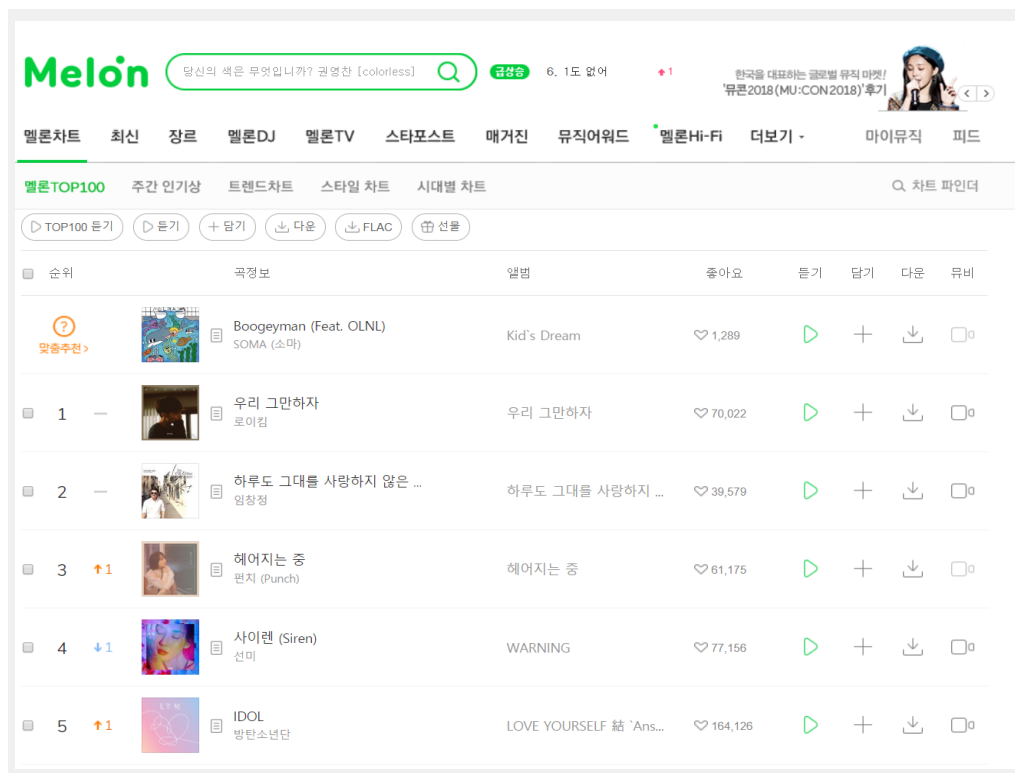 Melon
당신의 색은 무엇입니까? 권영찬 [colorless]
급상승 6. 1도 없어 1
한국을 대표하는 글로벌 뮤직 마켓!
'뮤콘2018(MU:CON2018)'후기
멜론차트 최신 장르 멜론DJ 멜론TV 스타포스트 매거진 뮤직어워드 멜론Hi-Fi 더보기 마이뮤직 피드
멜론TOP100 주간 인기상 트렌드차트 스타일 차트 시대별 차트 차트 파인더
TOP100 듣기 듣기 담기 다운 FLAC 선물
순위 곡정보 앨범 좋아요 듣기 담기 다운 뮤비
맞춤추천 >
Boogeyman (Feat. OLNL)
SOMA (소마)
Kid`s Dream 1,289
1 — 우리 그만하자
로이킴
우리 그만하자 70,022
2 — 하루도 그대를 사랑하지 않은 ...
임창정
하루도 그대를 사랑하지 ... 39,579
3 ↑1 헤어지는 중
펀치 (Punch)
헤어지는 중 61,175
4 ↓1 사이렌 (Siren)
선미
WARNING 77,156
5 ↑1 IDOL
방탄소년단
LOVE YOURSELF 結 `Ans... 164,126